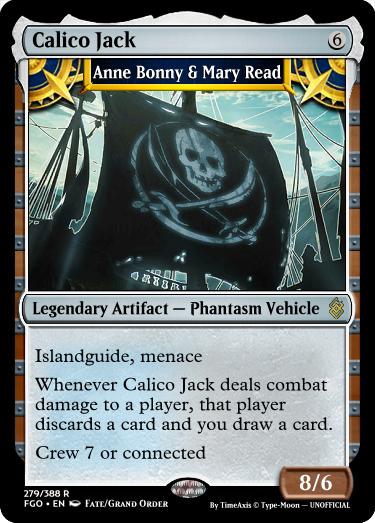 Calico Jack 6
Anne Bonny & Mary Read
Legendary Artifact — Phantasm Vehicle
Islandguide, menace
Whenever Calico Jack deals combat
damage to a player, that player
discards a card and you draw a card.
Crew 7 or connected
8/6
279/388 R
FGO • EN Fate/Grand Order
By TimeAxis © Type-Moon — UNOFFICIAL